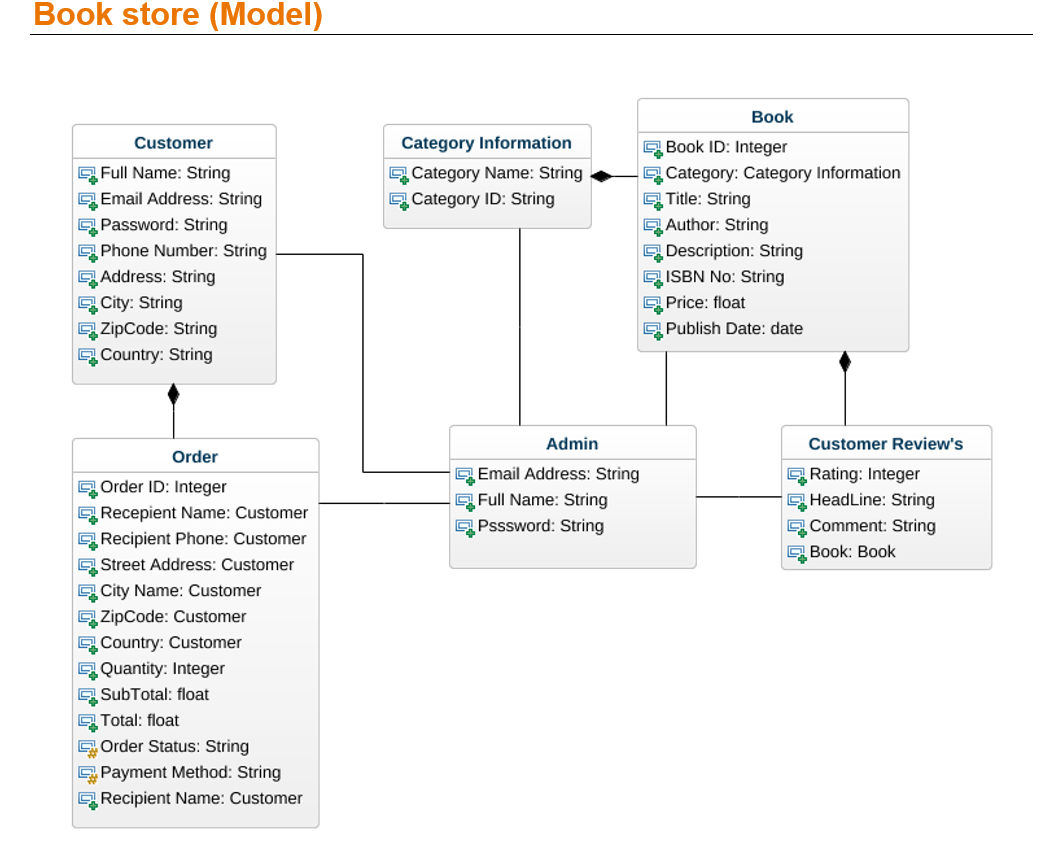 Book store (Model)
Customer
Full Name: String
Email Address: String
Password: String
Phone Number: String
Address: String
City: String
ZipCode: String
Country: String
Category Information
Category Name: String
Category ID: String
Book
Book ID: Integer
Category: Category Information
Title: String
Author: String
Description: String
ISBN No: String
Price: float
Publish Date: date
Order
Order ID: Integer
Recepient Name: Customer
Recipient Phone: Customer
Street Address: Customer
City Name: Customer
ZipCode: Customer
Country: Customer
Quantity: Integer
SubTotal: float
Total: float
Order Status: String
Payment Method: String
Recipient Name: Customer
Admin
Email Address: String
Full Name: String
Psssword: String
Customer Review's
Rating: Integer
HeadLine: String
Comment: String
Book: Book